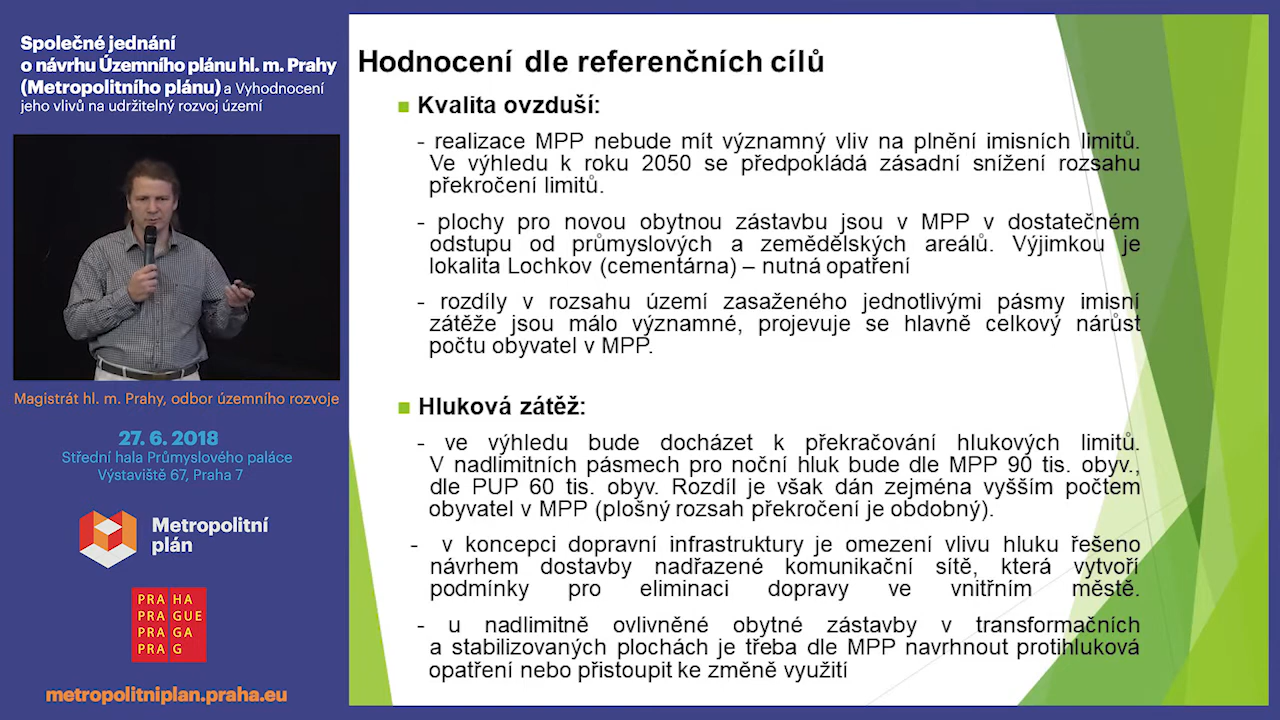 Společné jednání
o návrhu Územního plánu hl. m. Prahy
(Metropolitního plánu) a Vyhodnocení
jeho vlivů na udržitelný rozvoj území
Magistrát hl. m. Prahy, odbor územního rozvoje
27. 6. 2018
Střední hala Průmyslového paláce
Výstaviště 67, Praha 7
Metropolitní
plán
PRA HA
PRA GUE
PRA GA
PRA G
metropolitniplan.praha.eu
Hodnocení dle referenčních cílů
Kvalita ovzduší:
- realizace MPP nebude mít významný vliv na plnění imisních limitů.
Ve výhledu k roku 2050 se předpokládá zásadní snížení rozsahu
překročení limitů.
- plochy pro novou obytnou zástavbu jsou v MPP v dostatečném
odstupu od průmyslových a zemědělských areálů. Výjimkou je
lokalita Lochkov (cementárna) – nutná opatření
- rozdíly v rozsahu území zasaženého jednotlivými pásmy imisní
zátěže jsou málo významné, projevuje se hlavně celkový nárůst
počtu obyvatel v MPP.
Hluková zátěž:
- ve výhledu bude docházet k překračování hlukových limitů.
V nadlimitních pásmech pro noční hluk bude dle MPP 90 tis. obyv.,
dle PUP 60 tis. obyv. Rozdíl je však dán zejména vyšším počtem
obyvatel v MPP (plošný rozsah překročení je obdobný).
- v koncepci dopravní infrastruktury je omezení vlivu hluku řešeno
návrhem dostavby nadřazené komunikační sítě, která vytvoří
podmínky pro eliminaci dopravy ve vnitřním městě.
- u nadlimitně ovlivněné obytné zástavby v transformačních
a stabilizovaných plochách je třeba dle MPP navrhnout protihluková
opatření nebo přistoupit ke změně využití